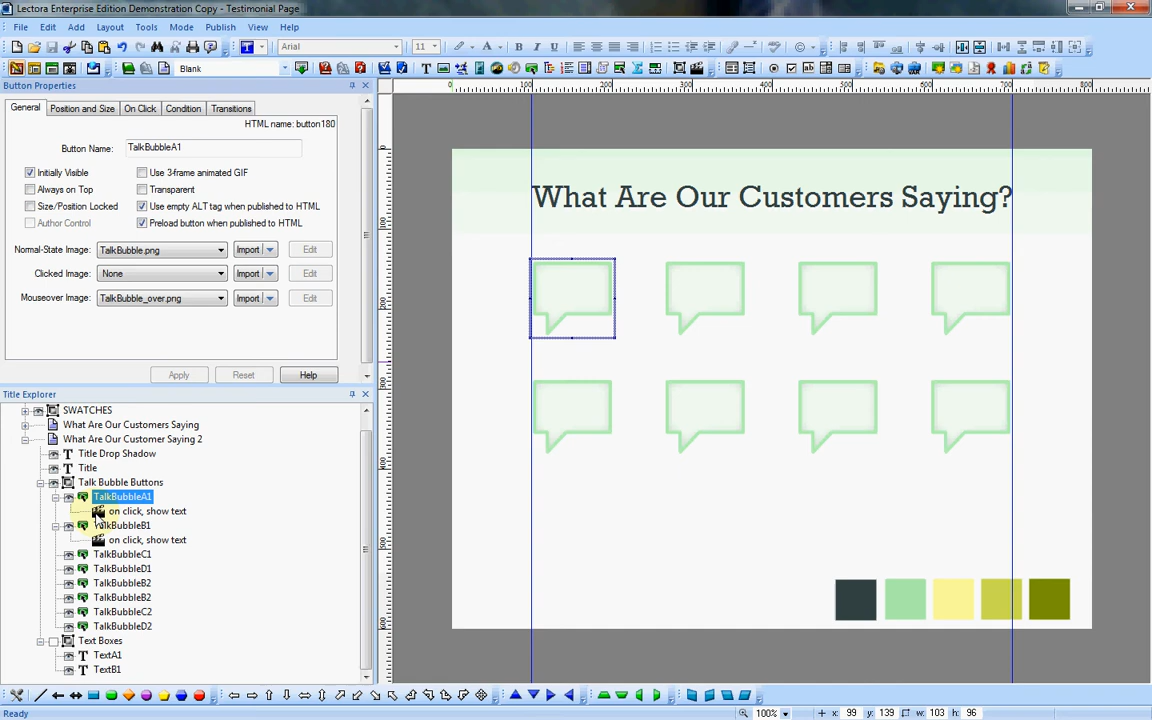 Lectora Enterprise Edition Demonstration Copy - Testimonial Page
File Edit Add Layout Tools Mode Publish View Help
Arial 11 B I U
Blank
Button Properties
General Position and Size On Click Condition Transitions
HTML name: button180
Button Name: TalkBubbleA1
Initially Visible Use 3-frame animated GIF
Always on Top Transparent
Size/Position Locked Use empty ALT tag when published to HTML
Author Control Preload button when published to HTML
Normal-State Image: TalkBubble.png Import Edit
Clicked Image: None Import Edit
Mouseover Image: TalkBubble_over.png Import Edit
Apply Reset Help
Title Explorer
SWATCHES
What Are Our Customers Saying
What Are Our Customer Saying 2
Title Drop Shadow
Title
Talk Bubble Buttons
TalkBubbleA1
on click, show text
TalkBubbleB1
on click, show text
TalkBubbleC1
TalkBubbleD1
TalkBubbleB2
TalkBubbleB2
TalkBubbleC2
TalkBubbleD2
Text Boxes
TextA1
TextB1
What Are Our Customers Saying?
Ready 100% x: 99 y: 139 w: 103 h: 96